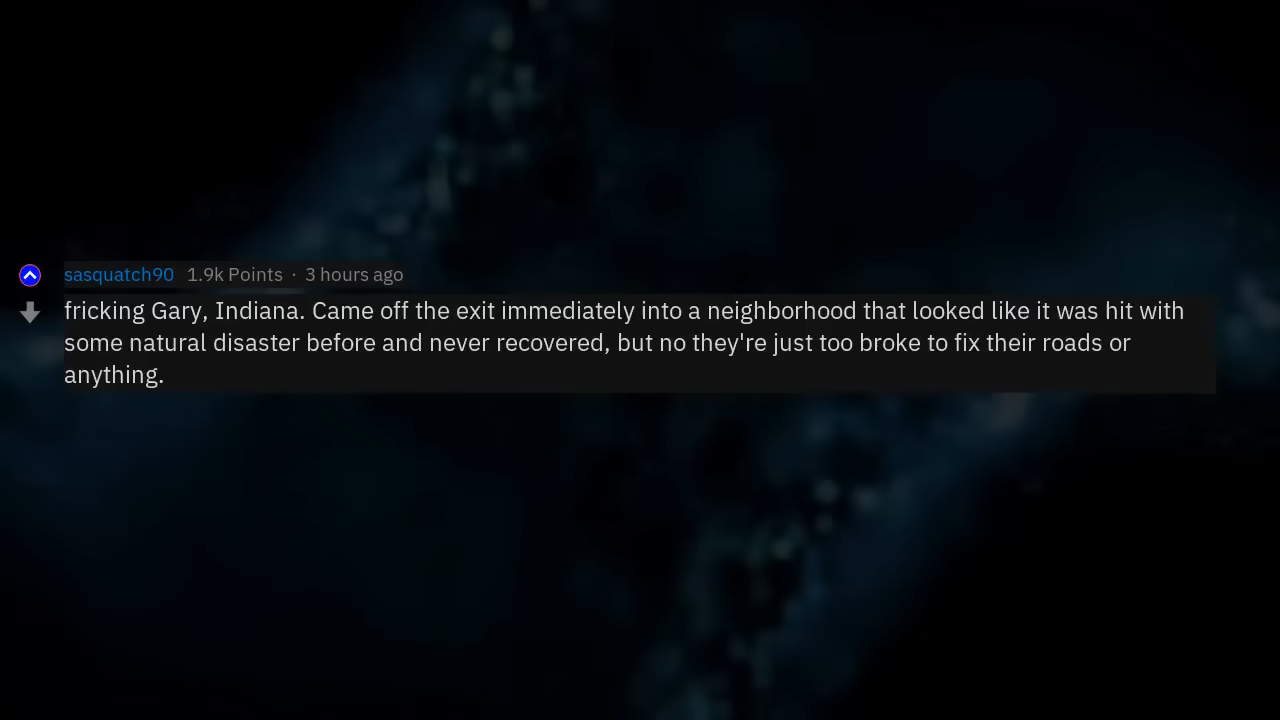 sasquatch90 1.9k Points · 3 hours ago
fricking Gary, Indiana. Came off the exit immediately into a neighborhood that looked like it was hit with
some natural disaster before and never recovered, but no they're just too broke to fix their roads or
anything.